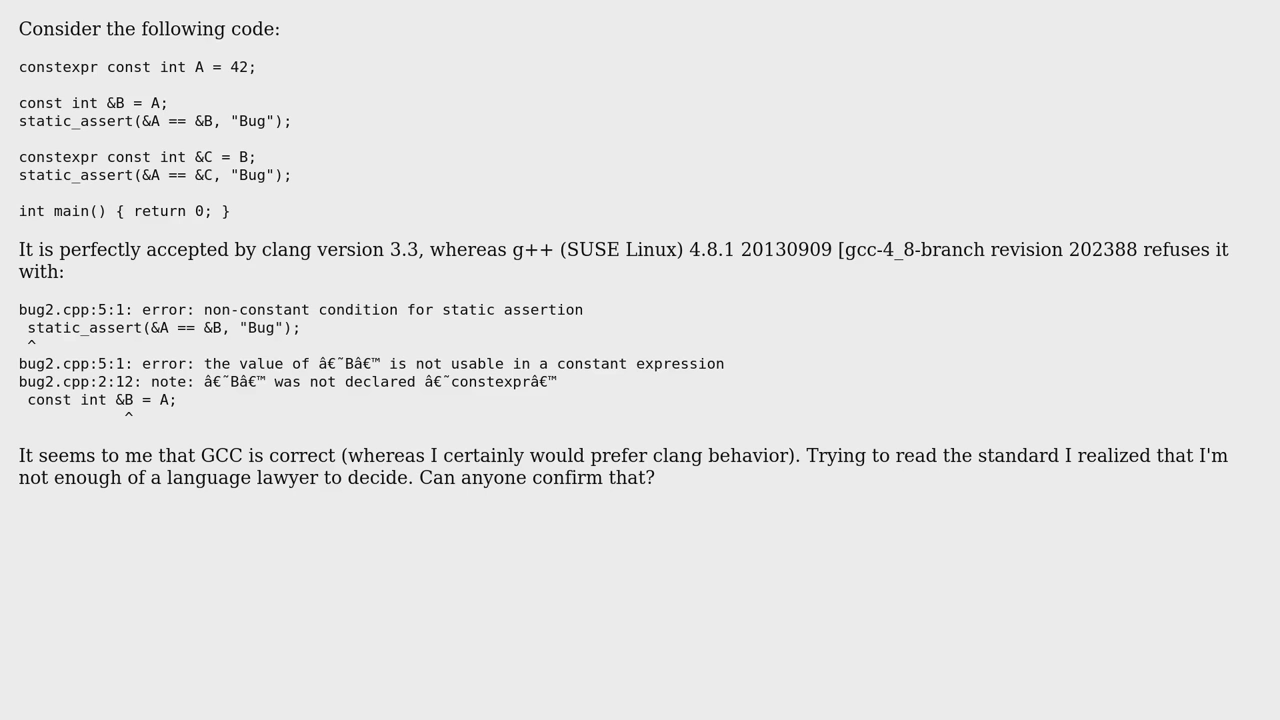 Consider the following code:
constexpr const int A = 42;
const int &B = A;
static_assert(&A == &B, "Bug");
constexpr const int &C = B;
static_assert(&A == &C, "Bug");
int main() { return 0; }
It is perfectly accepted by clang version 3.3, whereas g++ (SUSE Linux) 4.8.1 20130909 [gcc-4_8-branch revision 202388 refuses it
with:
bug2.cpp:5:1: error: non-constant condition for static assertion
 static_assert(&A == &B, "Bug");
 ^
bug2.cpp:5:1: error: the value of â€˜Bâ€™ is not usable in a constant expression
bug2.cpp:2:12: note: â€˜Bâ€™ was not declared â€˜constexprâ€™
 const int &B = A;
            ^
It seems to me that GCC is correct (whereas I certainly would prefer clang behavior). Trying to read the standard I realized that I'm
not enough of a language lawyer to decide. Can anyone confirm that?